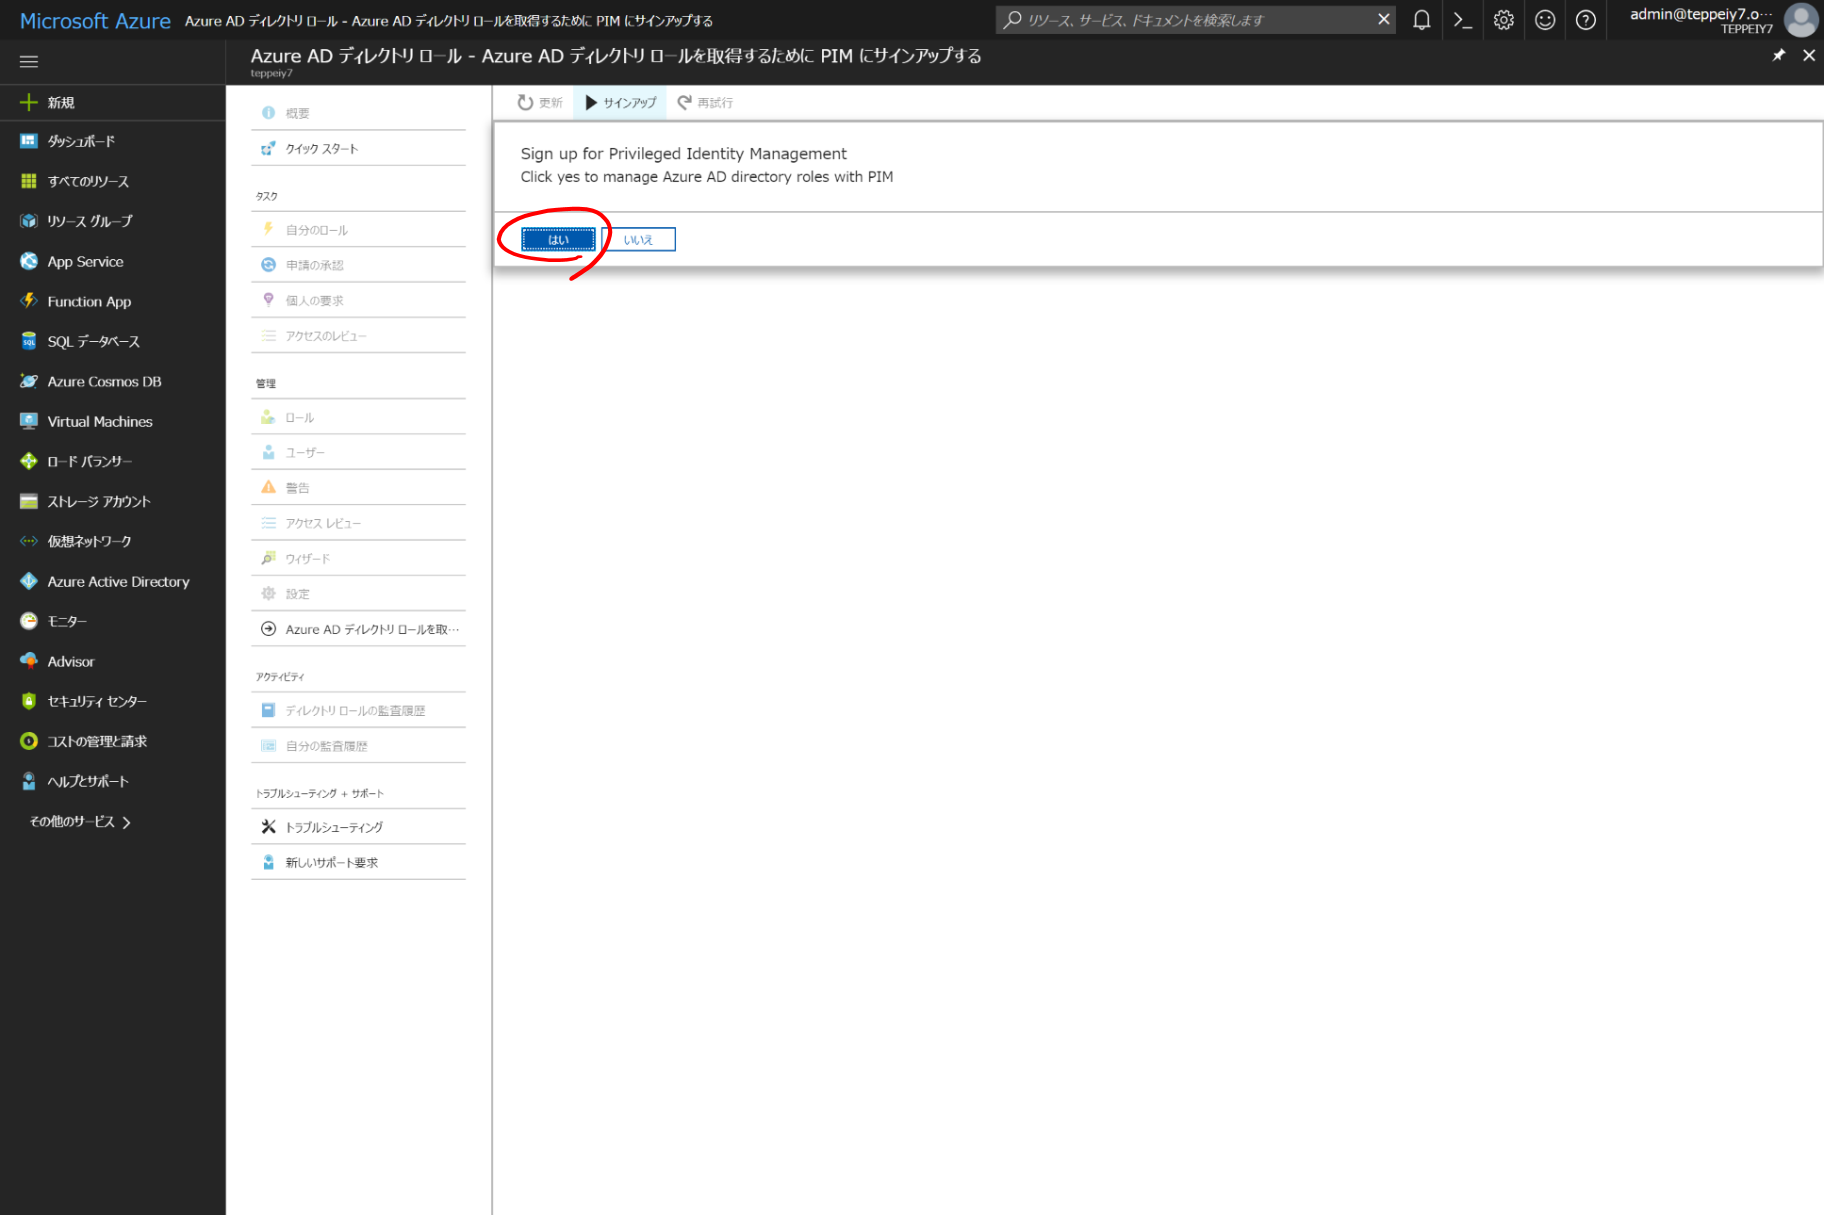 Microsoft Azure Azure AD ディレクトリ ロール - Azure AD ディレクトリ ロールを取得するために PIM にサインアップする
リソース、サービス、ドキュメントを検索します
admin@teppeiy7.o…
TEPPEIY7
Azure AD ディレクトリ ロール - Azure AD ディレクトリ ロールを取得するために PIM にサインアップする
teppeiy7
新規
ダッシュボード
すべてのリソース
リソース グループ
App Service
Function App
SQL データベース
Azure Cosmos DB
Virtual Machines
ロード バランサー
ストレージ アカウント
仮想ネットワーク
Azure Active Directory
モニター
Advisor
セキュリティ センター
コストの管理と請求
ヘルプとサポート
その他のサービス
概要
クイック スタート
タスク
自分のロール
申請の承認
個人の要求
アクセスのレビュー
管理
ロール
ユーザー
警告
アクセス レビュー
ウィザード
設定
Azure AD ディレクトリ ロールを取…
アクティビティ
ディレクトリ ロールの監査履歴
自分の監査履歴
トラブルシューティング + サポート
トラブルシューティング
新しいサポート要求
更新 サインアップ 再試行
Sign up for Privileged Identity Management
Click yes to manage Azure AD directory roles with PIM
はい いいえ